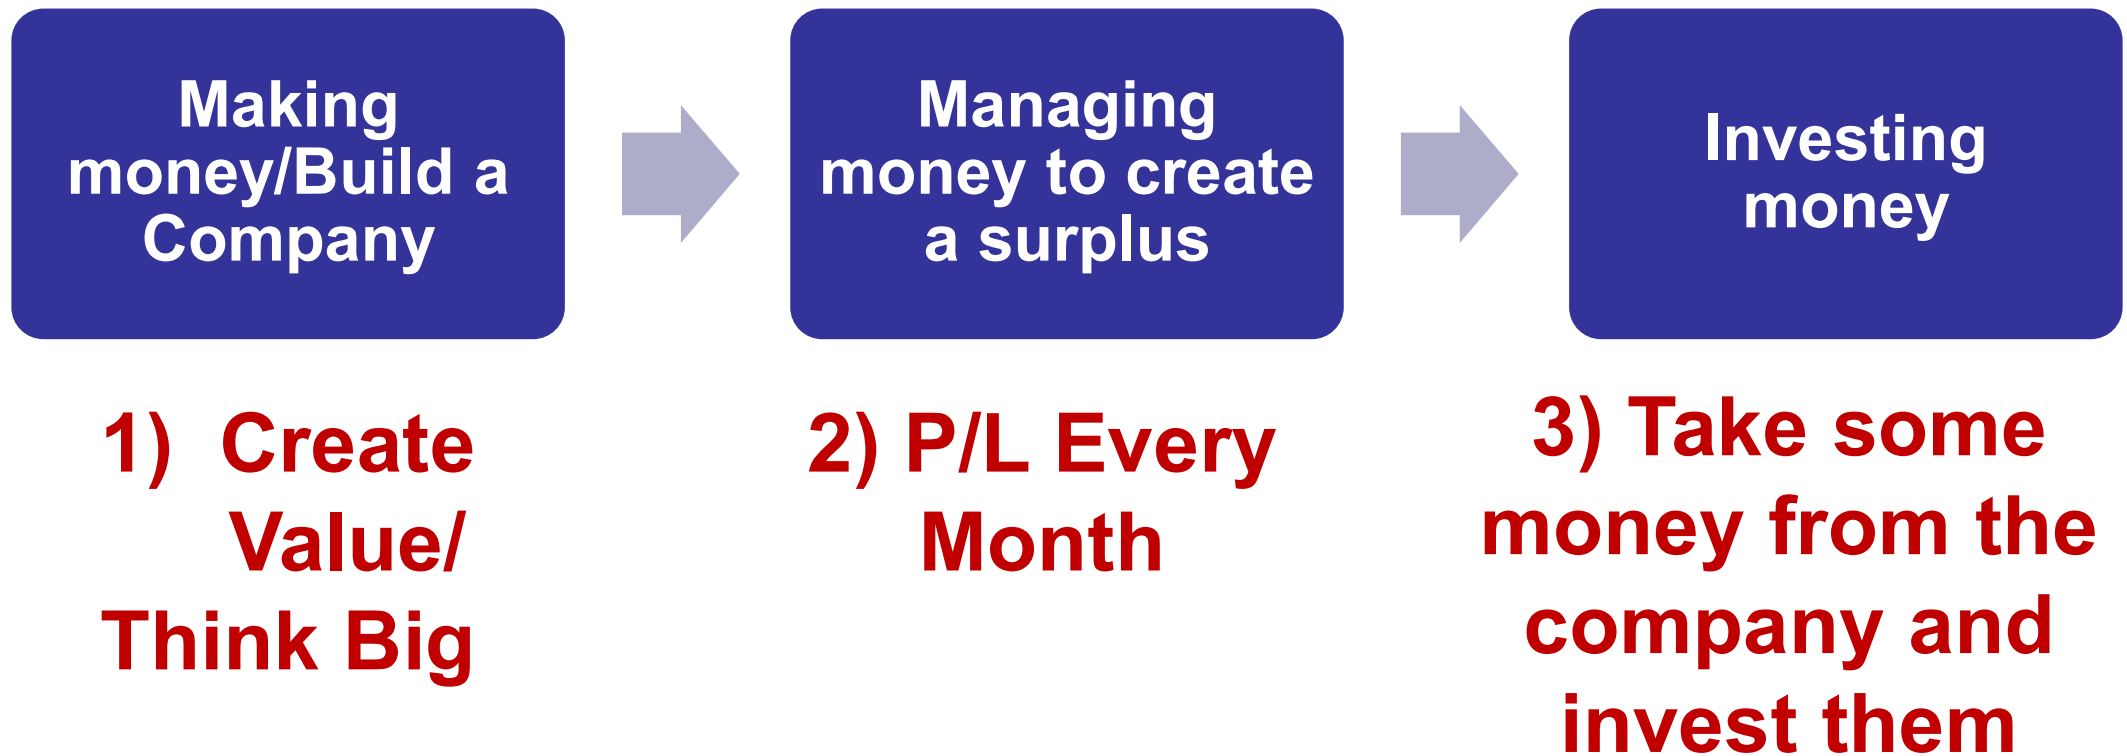 Making
money/Build a
Company
Managing
money to create
a surplus
Investing
money
1) Create
Value/
Think Big
2) P/L Every
Month
3) Take some
money from the
company and
invest them